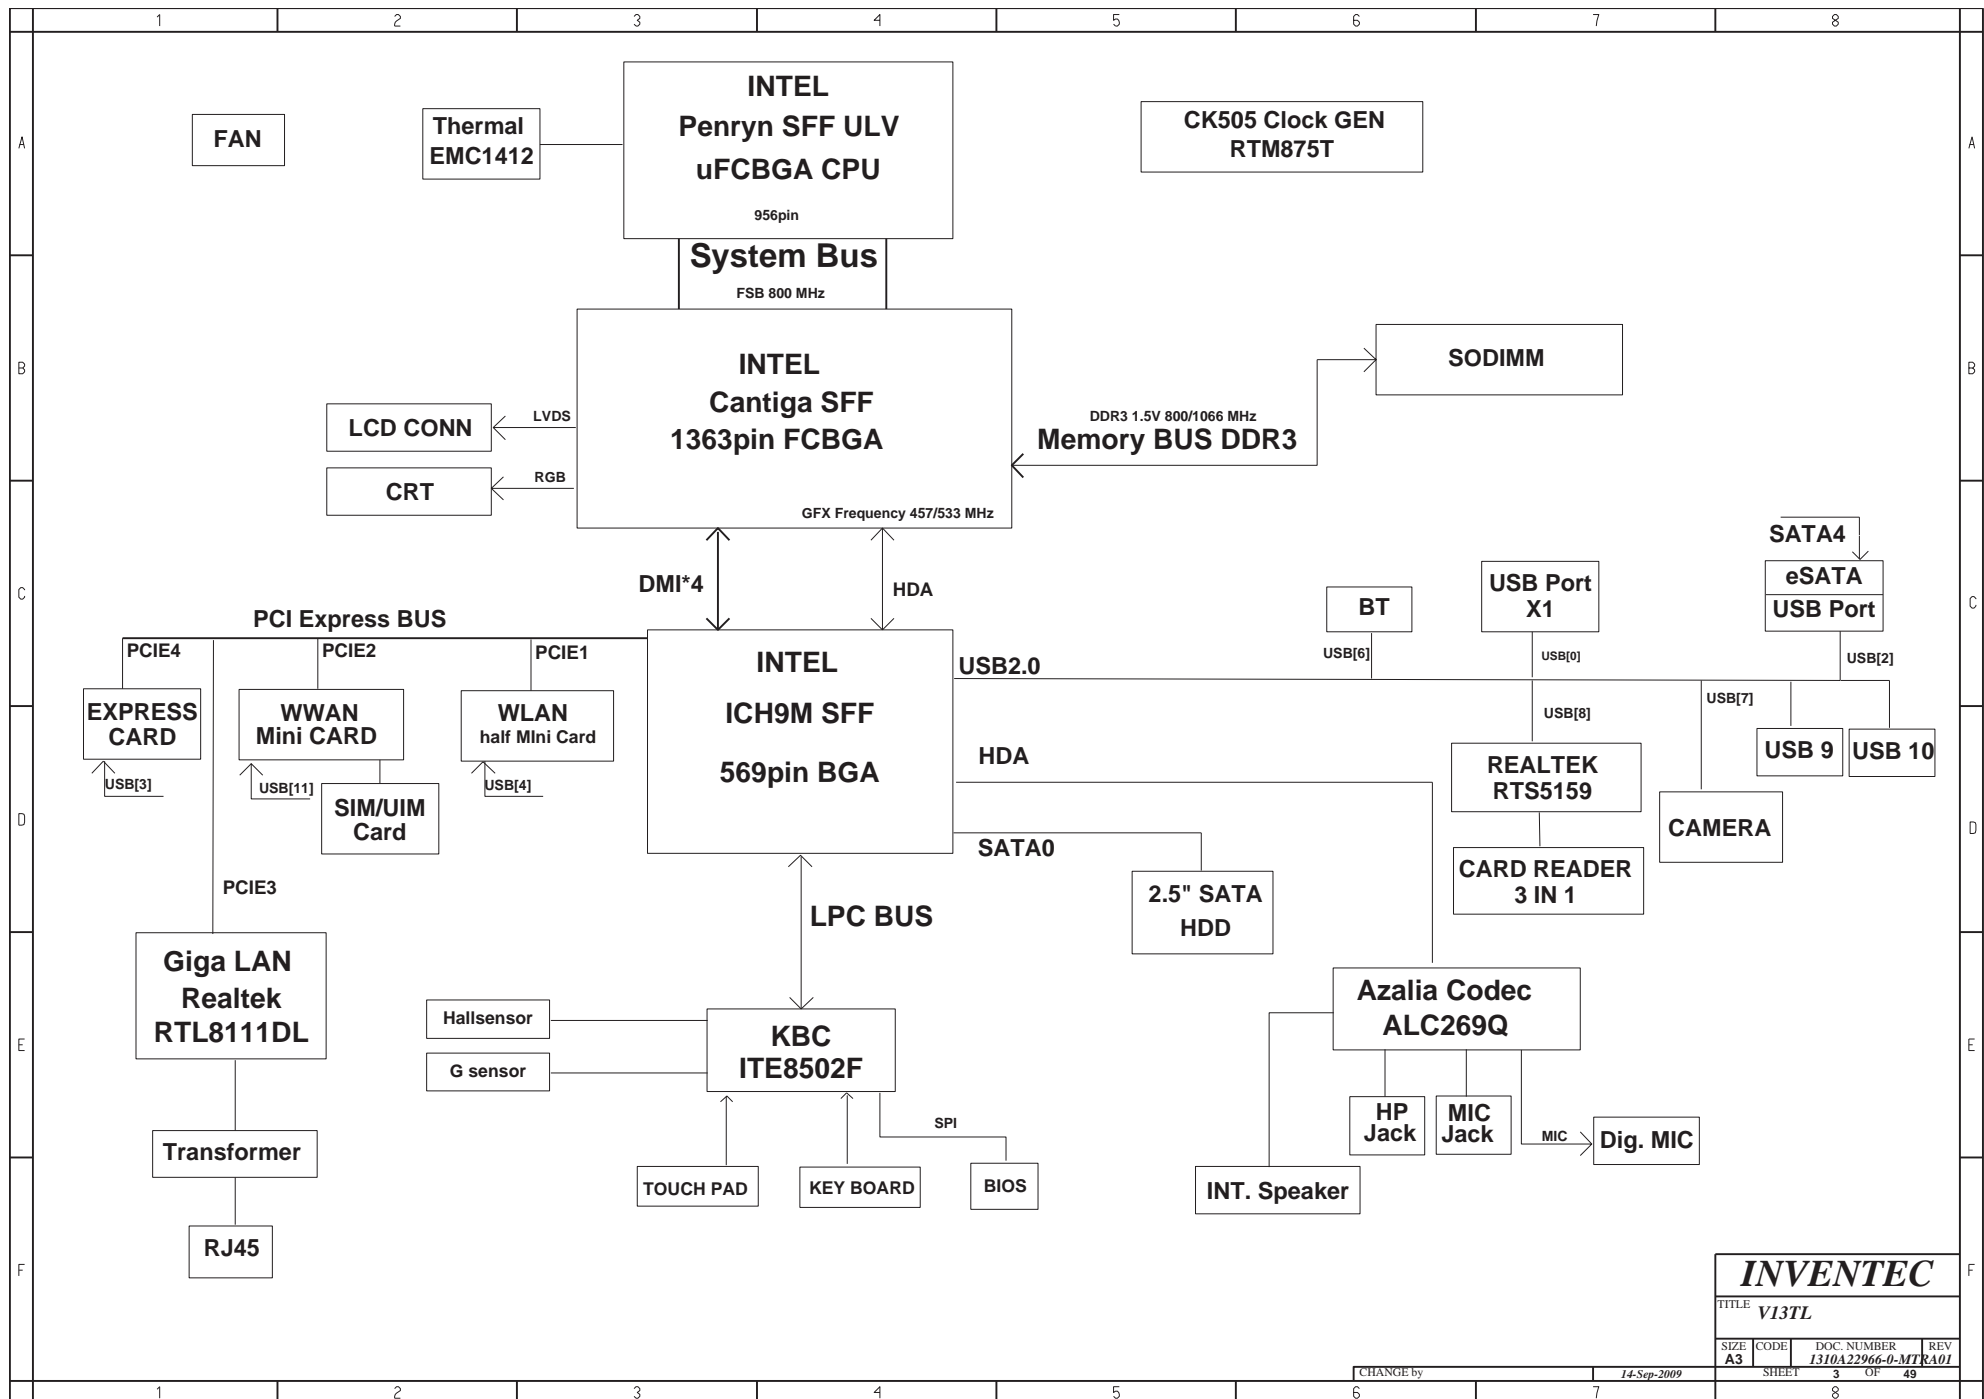 1 2 3 4 5 6 7 8
A
FAN
Thermal
EMC1412
INTEL
Penryn SFF ULV
uFCBGA CPU
956pin
CK505 Clock GEN
RTM875T
A
System Bus
FSB 800 MHz
B
INTEL
Cantiga SFF
1363pin FCBGA
GFX Frequency 457/533 MHz
LCD CONN
LVDS
CRT
RGB
DDR3 1.5V 800/1066 MHz
Memory BUS DDR3
SODIMM
B
C
DMI*4
HDA
PCI Express BUS
PCIE4
PCIE2
PCIE1
BT
USB[6]
USB Port
X1
USB[0]
SATA4
eSATA
USB Port
USB[2]
C
INTEL
ICH9M SFF
569pin BGA
USB2.0
HDA
SATA0
EXPRESS
CARD
USB[3]
WWAN
Mini CARD
USB[11]
SIM/UIM
Card
WLAN
half MIni Card
USB[4]
D
USB[8]
USB[7]
REALTEK
RTS5159
CARD READER
3 IN 1
CAMERA
USB 9
USB 10
D
PCIE3
LPC BUS
2.5" SATA
HDD
E
Giga LAN
Realtek
RTL8111DL
Hallsensor
G sensor
KBC
ITE8502F
Azalia Codec
ALC269Q
E
SPI
HP
Jack
MIC
Jack
MIC
Dig. MIC
Transformer
TOUCH PAD
KEY BOARD
BIOS
INT. Speaker
RJ45
F
F
INVENTEC
TITLE
V13TL
SIZE CODE DOC. NUMBER REV
A3 1310A22966-0-MTRA01
CHANGE by 14-Sep-2009 SHEET 3 OF 49
1 2 3 4 5 6 7 8